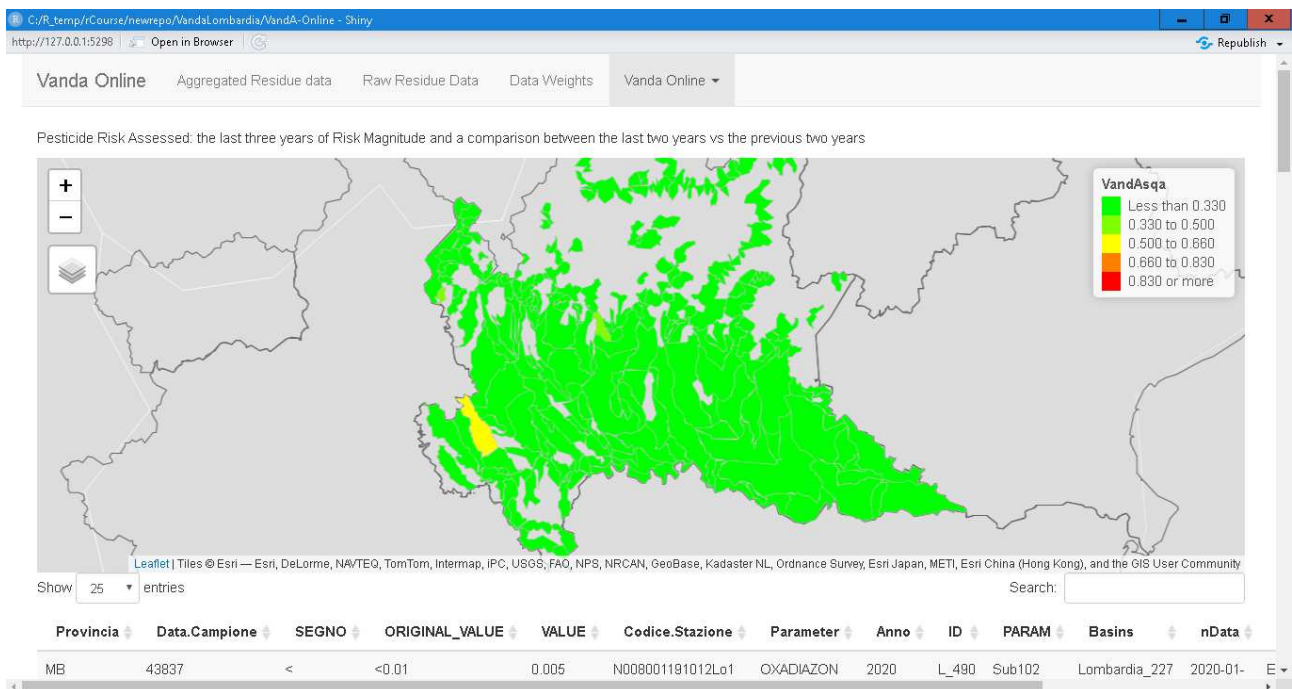 C:/R_temp/rCourse/newrepo/VandaLombardia/VandA-Online - Shiny
http://127.0.0.1:5298 Open in Browser Republish
Vanda Online Aggregated Residue data Raw Residue Data Data Weights Vanda Online
Pesticide Risk Assessed: the last three years of Risk Magnitude and a comparison between the last two years vs the previous two years
+
−
VandAsqa
Less than 0.330
0.330 to 0.500
0.500 to 0.660
0.660 to 0.830
0.830 or more
Leaflet | Tiles © Esri — Esri, DeLorme, NAVTEQ, TomTom, Intermap, iPC, USGS, FAO, NPS, NRCAN, GeoBase, Kadaster NL, Ordnance Survey, Esri Japan, METI, Esri China (Hong Kong), and the GIS User Community
Show 25 entries Search:
Provincia Data.Campione SEGNO ORIGINAL_VALUE VALUE Codice.Stazione Parameter Anno ID PARAM Basins nData
MB 43837 < <0.01 0.005 N008001191012Lo1 OXADIAZON 2020 L_490 Sub102 Lombardia_227 2020-01- E